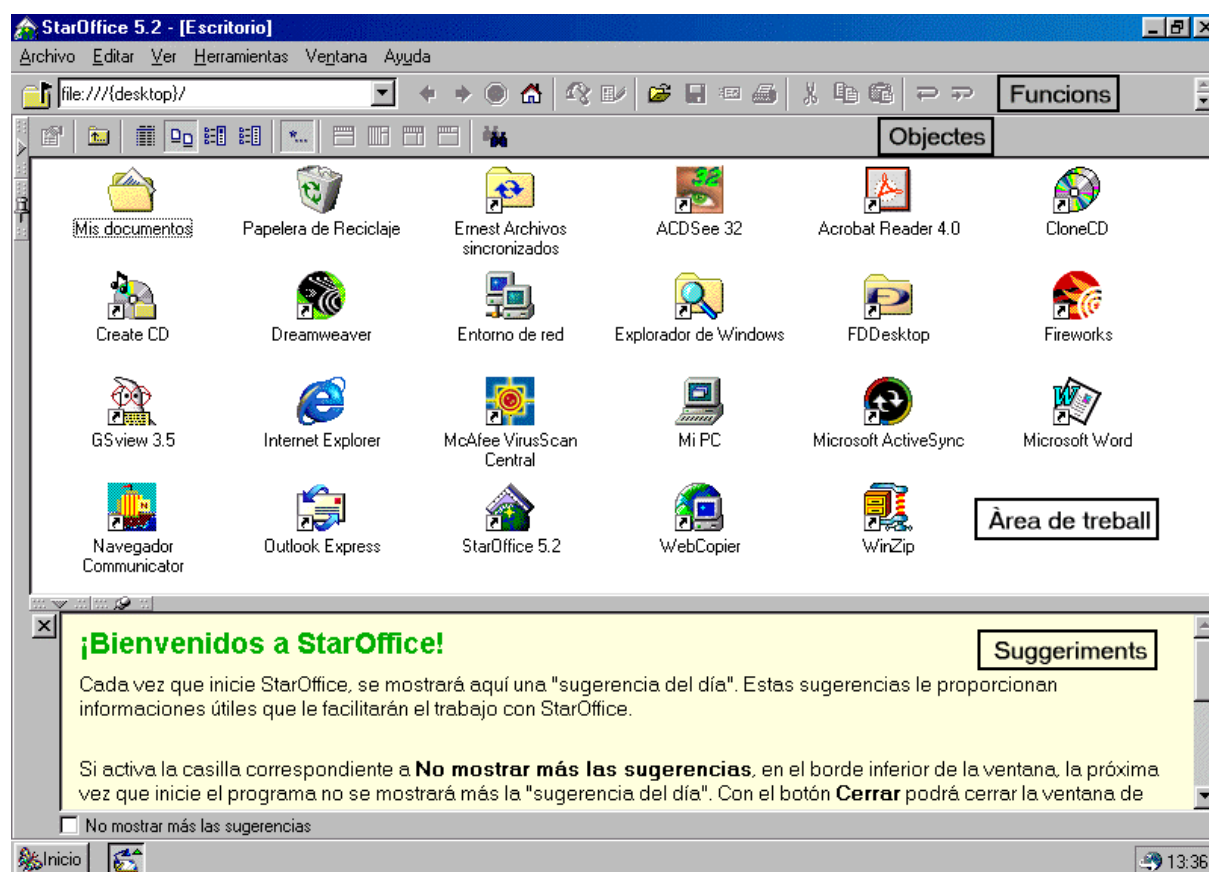 StarOffice 5.2 - [Escritorio]
Archivo Editar Ver Herramientas Ventana Ayuda
file:///{desktop}/
Funcions
Objectes
Mis documentos Papelera de Reciclaje Ernest Archivos sincronizados ACDSee 32 Acrobat Reader 4.0 CloneCD
Create CD Dreamweaver Entorno de red Explorador de Windows FDDesktop Fireworks
GSview 3.5 Internet Explorer McAfee VirusScan Central Mi PC Microsoft ActiveSync Microsoft Word
Navegador Communicator Outlook Express StarOffice 5.2 WebCopier WinZip
Àrea de treball
¡Bienvenidos a StarOffice!
Suggeriments
Cada vez que inicie StarOffice, se mostrará aquí una "sugerencia del día". Estas sugerencias le proporcionan
informaciones útiles que le facilitarán el trabajo con StarOffice.
Si activa la casilla correspondiente a No mostrar más las sugerencias, en el borde inferior de la ventana, la próxima
vez que inicie el programa no se mostrará más la "sugerencia del día". Con el botón Cerrar podrá cerrar la ventana de
No mostrar más las sugerencias
Inicio
13:36